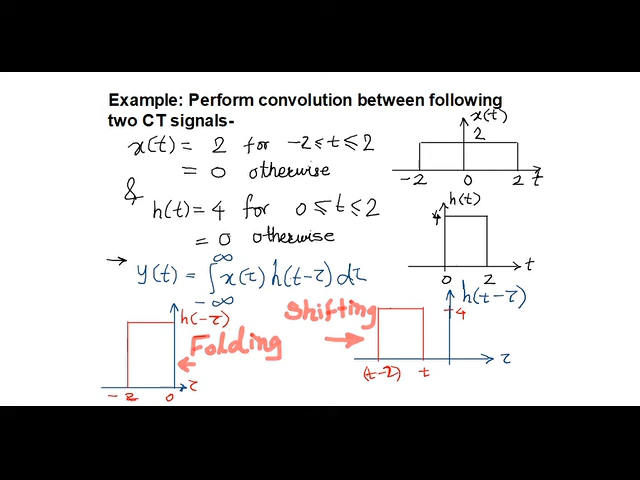 Example: Perform convolution between following
two CT signals-
x(t) = 2 for -2 ≤ t ≤ 2
= 0 otherwise
&
h(t) = 4 for 0 ≤ t ≤ 2
= 0 otherwise
→ y(t) = ∫_{-∞}^{∞} x(τ) h(t-τ) dτ
x(t)
2
-2 0 2 t
h(t)
4
0 2 t
h(-τ)
Folding
-2 0 τ
Shifting
h(t-τ)
4
(t-2) t τ